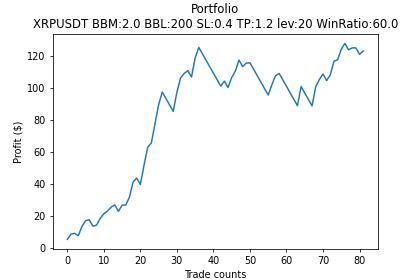 Portfolio
XRPUSDT BBM:2.0 BBL:200 SL:0.4 TP:1.2 lev:20 WinRatio:60.0
Profit ($)
120
100
80
60
40
20
0
0 10 20 30 40 50 60 70 80
Trade counts